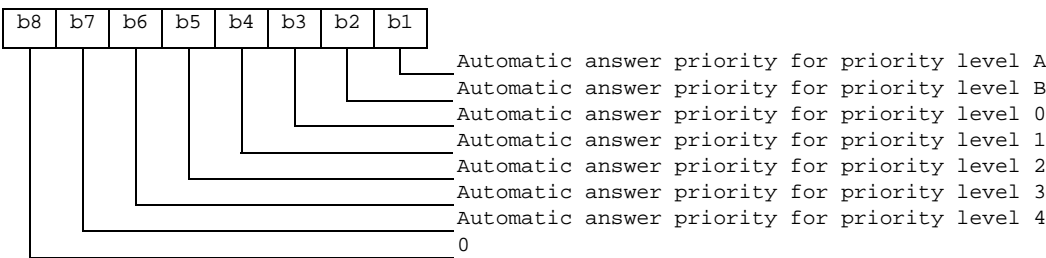 b8 b7 b6 b5 b4 b3 b2 b1
Automatic answer priority for priority level A
Automatic answer priority for priority level B
Automatic answer priority for priority level 0
Automatic answer priority for priority level 1
Automatic answer priority for priority level 2
Automatic answer priority for priority level 3
Automatic answer priority for priority level 4
0